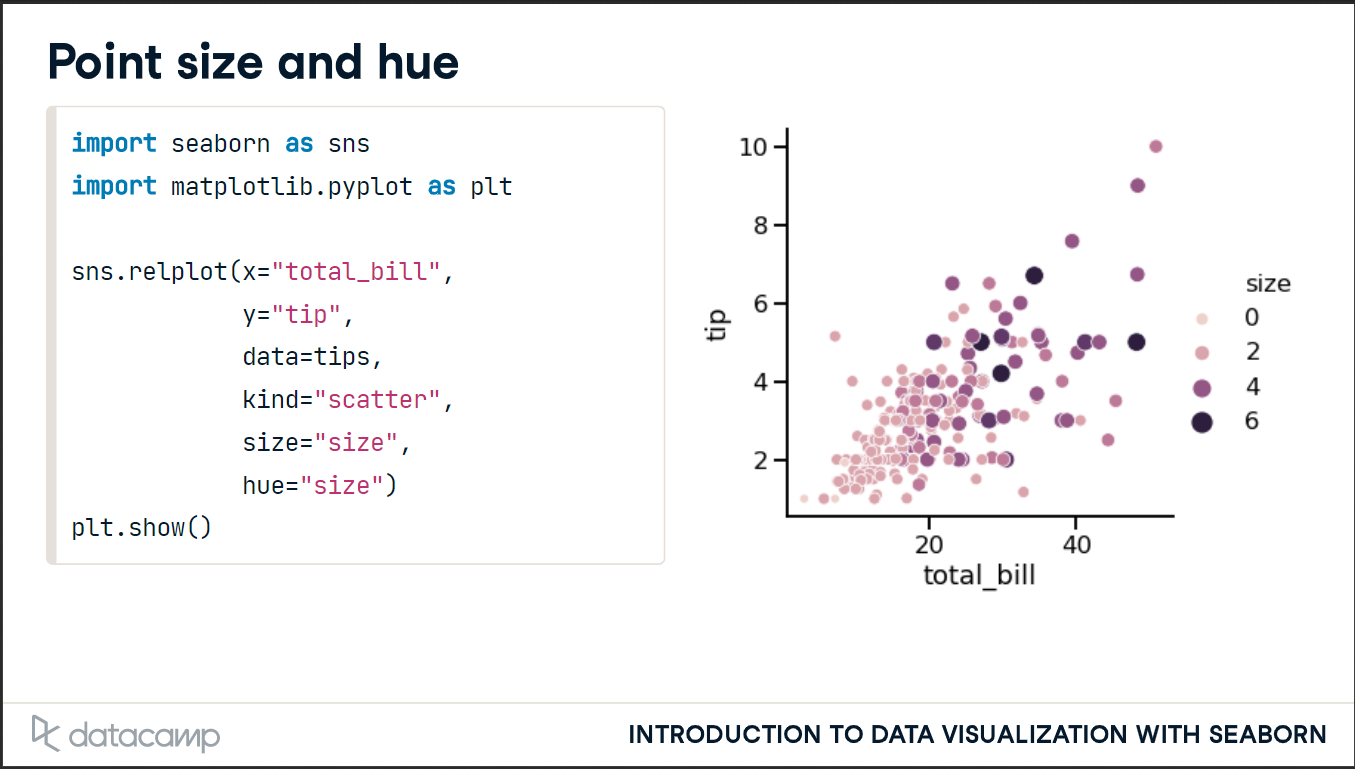 Point size and hue
import seaborn as sns
import matplotlib.pyplot as plt
sns.relplot(x="total_bill",
y="tip",
data=tips,
kind="scatter",
size="size",
hue="size")
plt.show()
10
8
6
4
2
tip
20 40
total_bill
size
0
2
4
6
datacamp
INTRODUCTION TO DATA VISUALIZATION WITH SEABORN